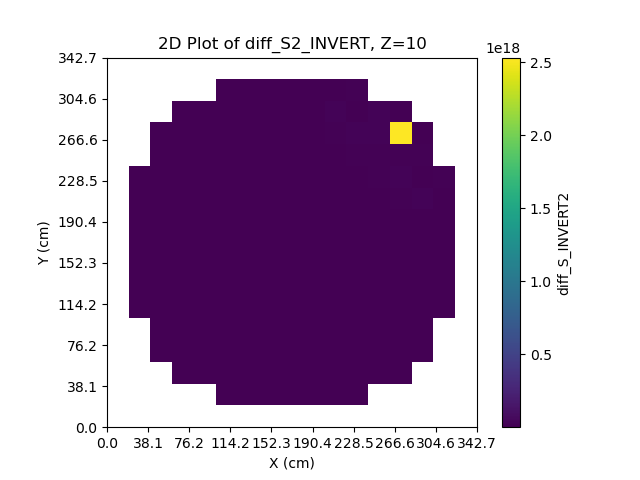 2D Plot of diff_S2_INVERT, Z=10
1e18
342.7
304.6
266.6
228.5
190.4
152.3
114.2
76.2
38.1
0.0
Y (cm)
0.0 38.1 76.2 114.2 152.3 190.4 228.5 266.6 304.6 342.7
X (cm)
2.5
2.0
1.5
1.0
0.5
diff_S_INVERT2